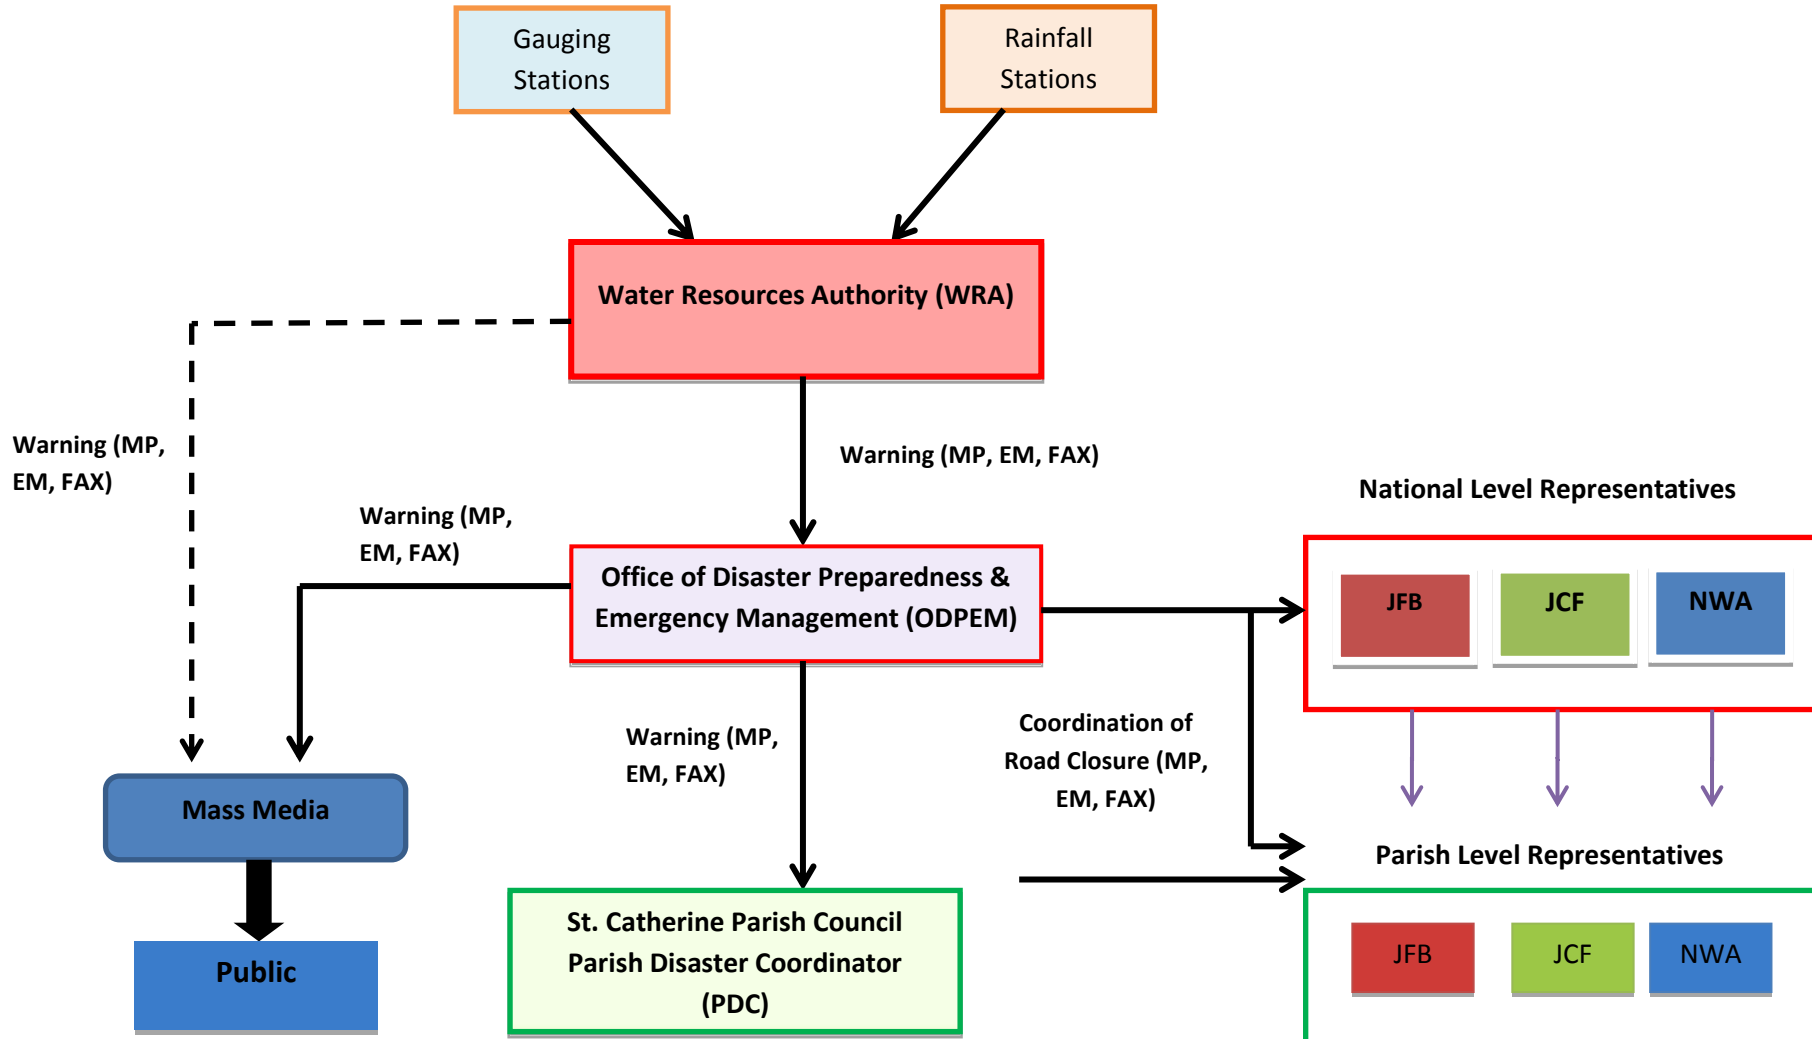 Gauging
Stations
Rainfall
Stations
Water Resources Authority (WRA)
Warning (MP,
EM, FAX)
Warning (MP, EM, FAX)
Warning (MP,
EM, FAX)
National Level Representatives
Office of Disaster Preparedness &
Emergency Management (ODPEM)
JFB
JCF
NWA
Warning (MP,
EM, FAX)
Coordination of
Road Closure (MP,
EM, FAX)
Mass Media
Parish Level Representatives
St. Catherine Parish Council
Parish Disaster Coordinator
(PDC)
JFB
JCF
NWA
Public